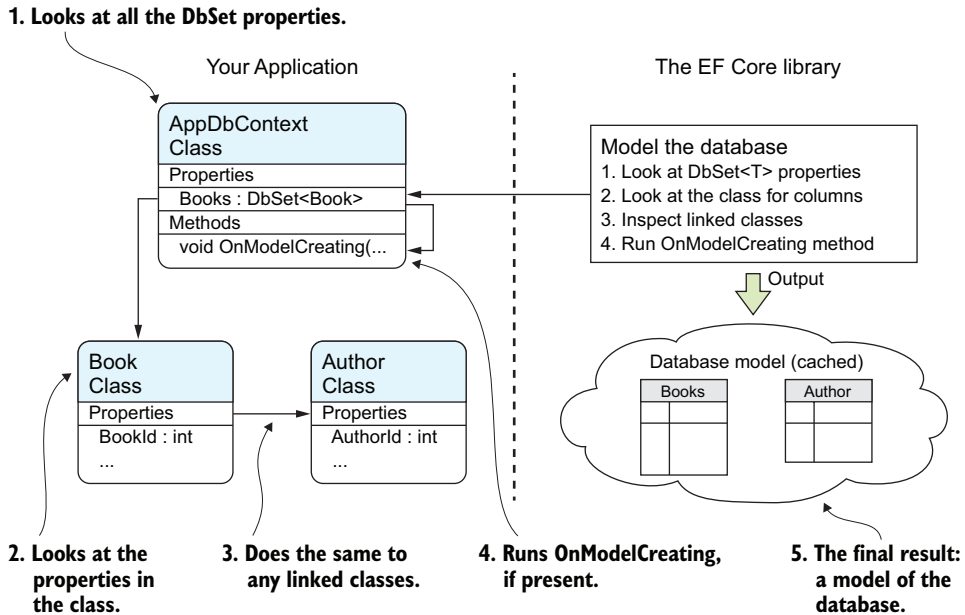 1. Looks at all the DbSet properties.
Your Application
The EF Core library
AppDbContext
Class
Properties
Books : DbSet<Book>
Methods
void OnModelCreating(...
Model the database
1. Look at DbSet<T> properties
2. Look at the class for columns
3. Inspect linked classes
4. Run OnModelCreating method
Output
Book
Class
Properties
BookId : int
...
Author
Class
Properties
AuthorId : int
...
Database model (cached)
Books
Author
2. Looks at the
properties in
the class.
3. Does the same to
any linked classes.
4. Runs OnModelCreating,
if present.
5. The final result:
a model of the
database.